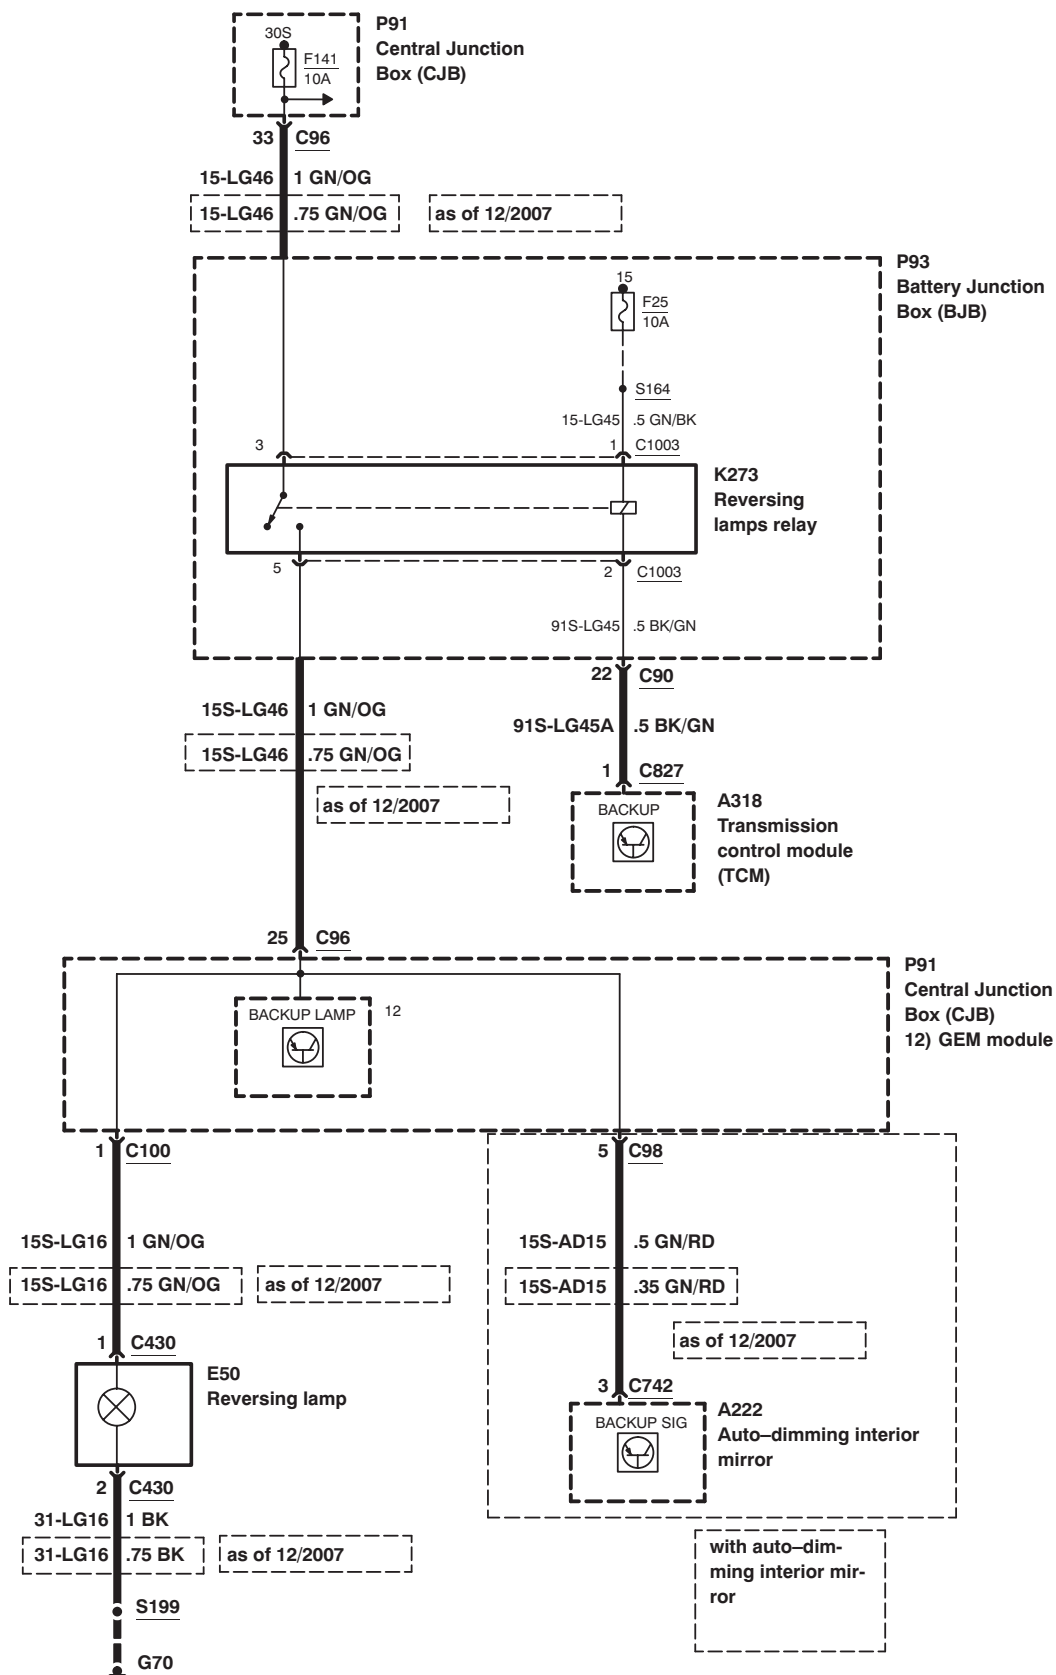 P91
Central Junction
Box (CJB)
30S
F141
10A
33 C96
15-LG46 1 GN/OG
15-LG46 .75 GN/OG
as of 12/2007
P93
Battery Junction
Box (BJB)
15
F25
10A
S164
15-LG45 .5 GN/BK
3
1 C1003
K273
Reversing
lamps relay
5
2 C1003
91S-LG45 .5 BK/GN
22 C90
15S-LG46 1 GN/OG
91S-LG45A .5 BK/GN
15S-LG46 .75 GN/OG
as of 12/2007
1 C827
BACKUP
A318
Transmission
control module
(TCM)
25 C96
P91
Central Junction
Box (CJB)
12) GEM module
BACKUP LAMP
12
1 C100
5 C98
15S-LG16 1 GN/OG
15S-LG16 .75 GN/OG
as of 12/2007
15S-AD15 .5 GN/RD
15S-AD15 .35 GN/RD
as of 12/2007
1 C430
E50
Reversing lamp
3 C742
BACKUP SIG
A222
Auto–dimming interior
mirror
2 C430
31-LG16 1 BK
31-LG16 .75 BK
as of 12/2007
with auto–dim-
ming interior mir-
ror
S199
G70